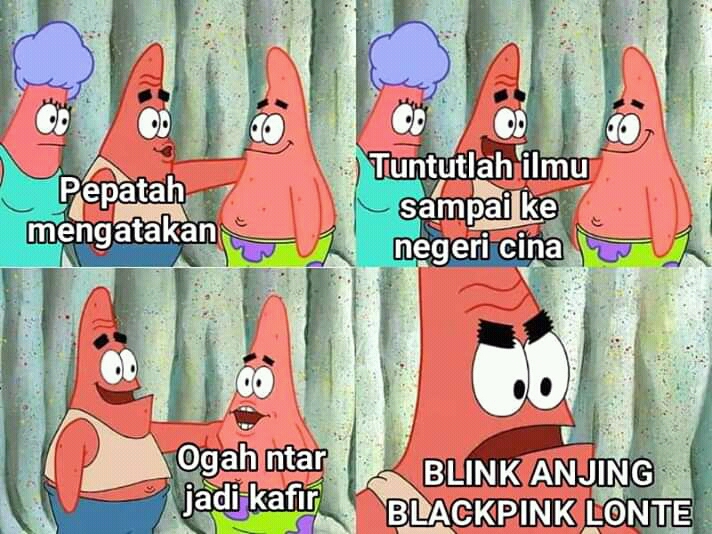 Pepatah
mengatakan
Tuntutlah ilmu
sampai ke
negeri cina
Ogah ntar
jadi kafir
BLINK ANJING
BLACKPINK LONTE